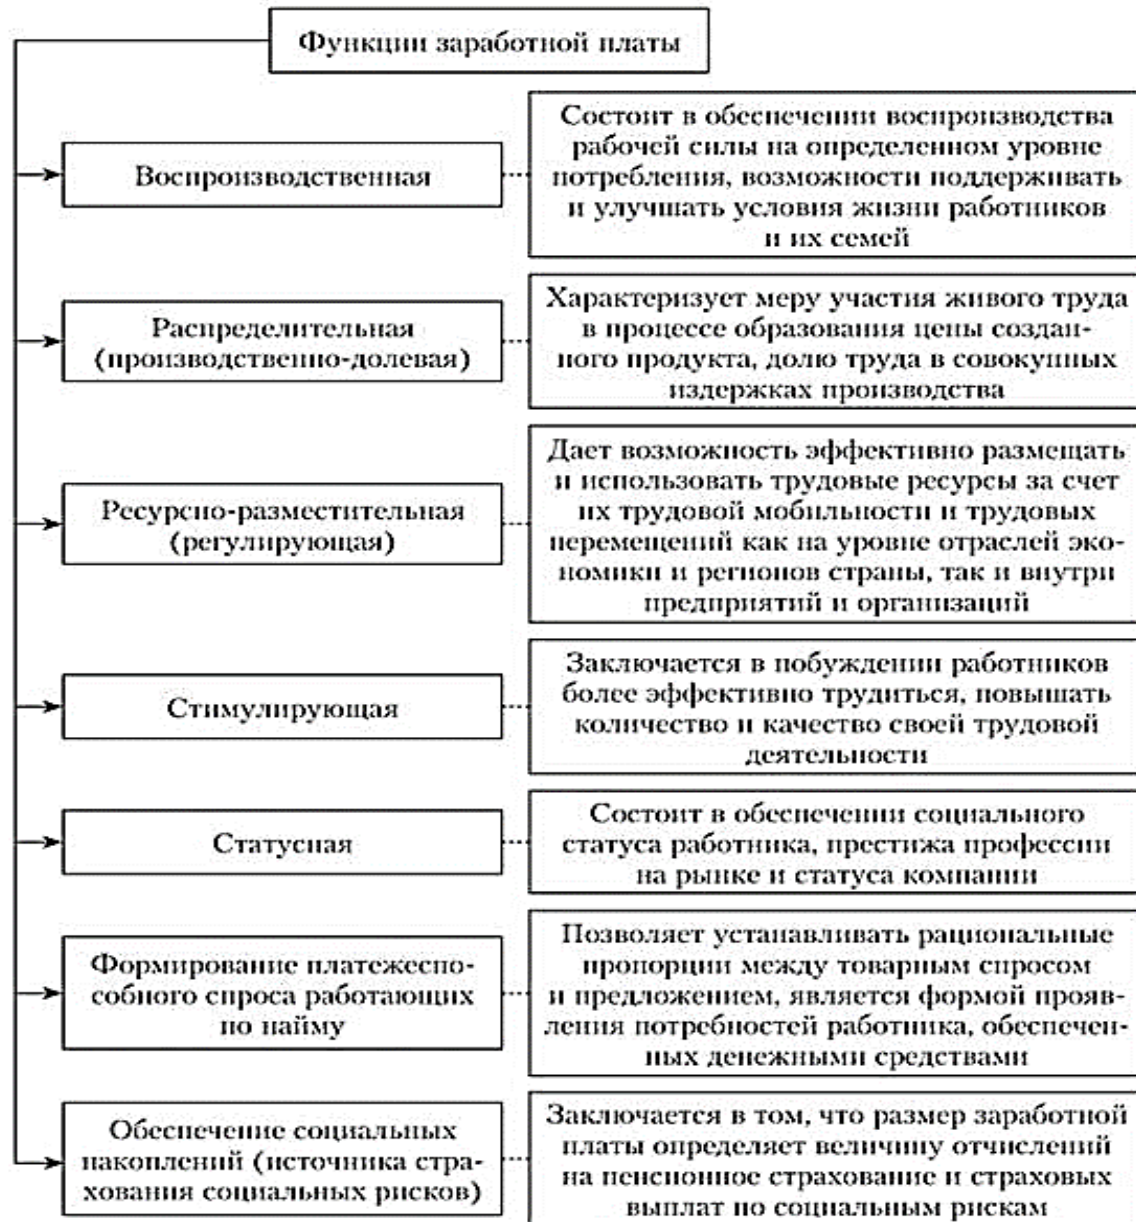 Функции заработной платы
Воспроизводственная
Состоит в обеспечении воспроизводства
рабочей силы на определенном уровне
потребления, возможности поддерживать
и улучшать условия жизни работников
и их семей
Распределительная
(производственно-долевая)
Характеризует меру участия живого труда
в процессе образования цены создан-
ного продукта, долю труда в совокупных
издержках производства
Ресурсно-разместительная
(регулирующая)
Дает возможность эффективно размещать
и использовать трудовые ресурсы за счет
их трудовой мобильности и трудовых
перемещений как на уровне отраслей эко-
номики и регионов страны, так и внутри
предприятий и организаций
Стимулирующая
Заключается в побуждении работников
более эффективно трудиться, повышать
количество и качество своей трудовой
деятельности
Статусная
Состоит в обеспечении социального
статуса работника, престижа профессии
на рынке и статуса компании
Формирование платежеспо-
собного спроса работающих
по найму
Позволяет устанавливать рациональные
пропорции между товарным спросом
и предложением, является формой прояв-
ления потребностей работника, обеспечен-
ных денежными средствами
Обеспечение социальных
накоплений (источника стра-
хования социальных рисков)
Заключается в том, что размер заработной
платы определяет величину отчислений
на пенсионное страхование и страховых
выплат по социальным рискам